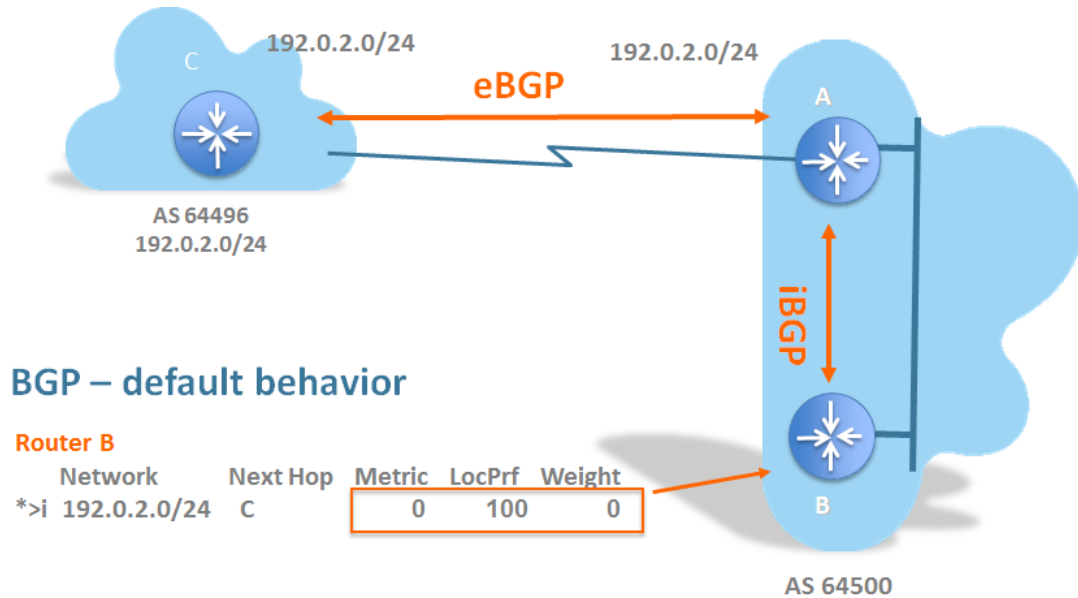 192.0.2.0/24
192.0.2.0/24
C
eBGP
A
AS 64496
192.0.2.0/24
iBGP
BGP – default behavior
Router B
Network Next Hop Metric LocPrf Weight
*>i 192.0.2.0/24 C 0 100 0
B
AS 64500